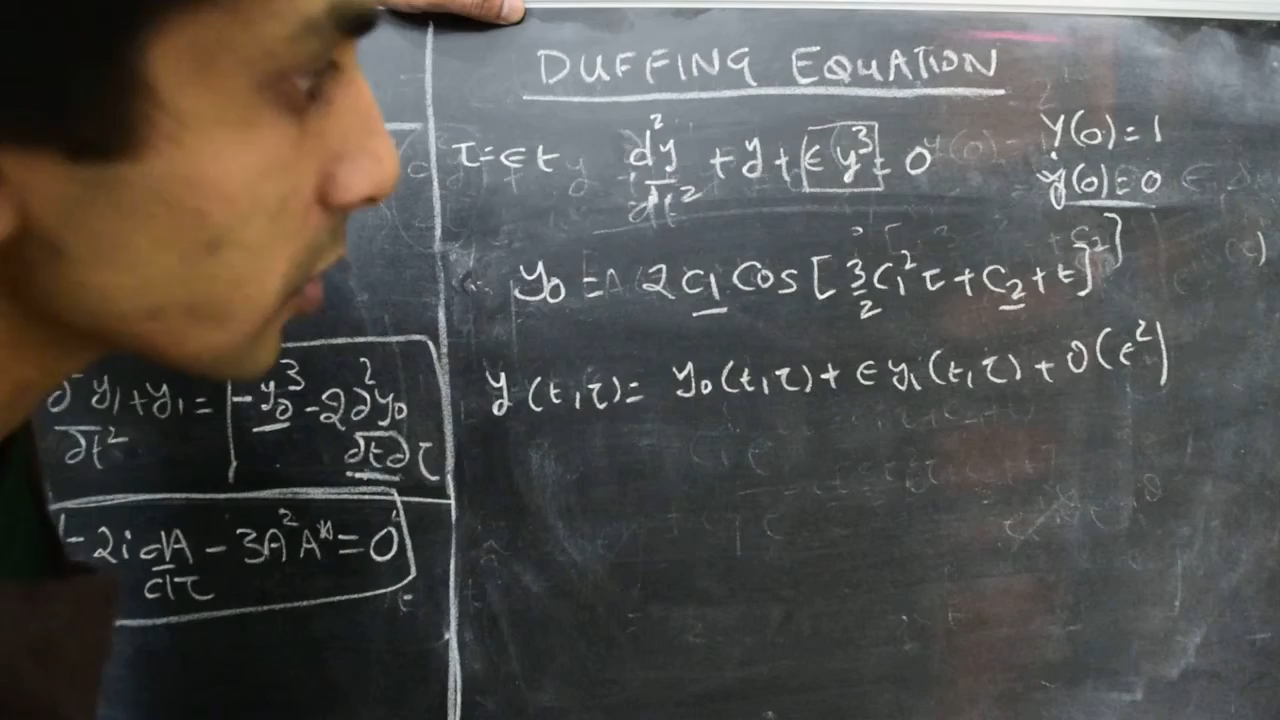 DUFFING EQUATION
τ = ϵt d²y/dt² + y + ϵy³ = 0 y(0) = 1
ẏ(0) = 0
y₀ = 2c₁ cos[3/2 c₁² τ + c₂ + t]
y(t,τ) = y₀(t,τ) + ϵy₁(t,τ) + O(ϵ²)
∂²y₁/∂t² + y₁ = -y₀³ - 2∂²y₀/∂t∂τ
-2i dA/dτ - 3A²A* = 0